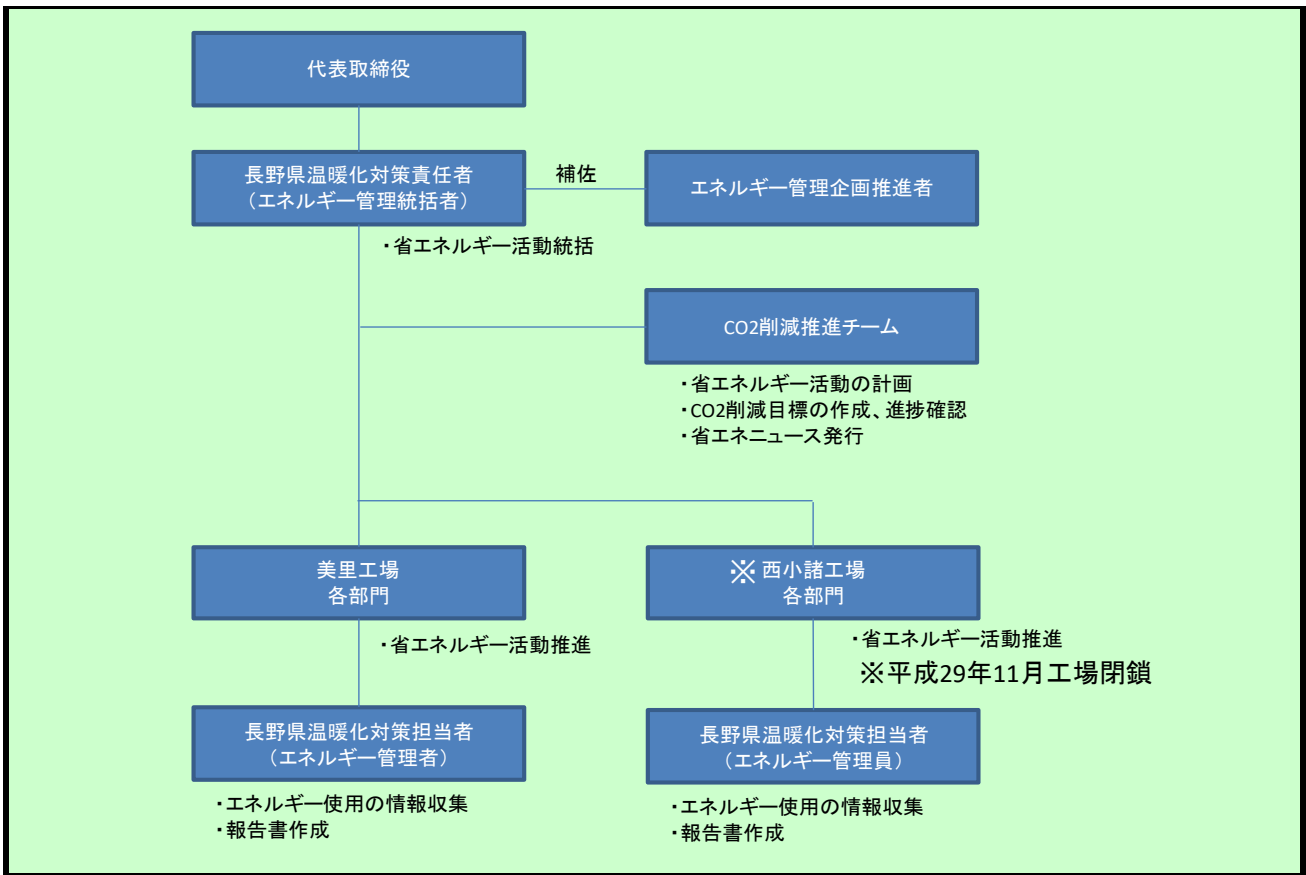 代表取締役
長野県温暖化対策責任者
（エネルギー管理統括者）
補佐
エネルギー管理企画推進者
・省エネルギー活動統括
CO2削減推進チーム
・省エネルギー活動の計画
・CO2削減目標の作成、進捗確認
・省エネニュース発行
美里工場
各部門
・省エネルギー活動推進
※西小諸工場
各部門
・省エネルギー活動推進
※平成29年11月工場閉鎖
長野県温暖化対策担当者
（エネルギー管理者）
・エネルギー使用の情報収集
・報告書作成
長野県温暖化対策担当者
（エネルギー管理員）
・エネルギー使用の情報収集
・報告書作成